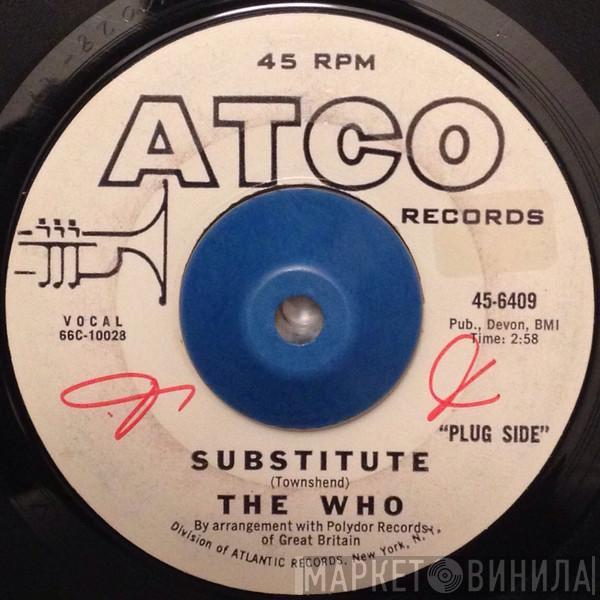 45 RPM
ATCO
RECORDS
45-6409
Pub., Devon, BMI
Time: 2:58
VOCAL
66C-10028
"PLUG SIDE"
SUBSTITUTE
(Townshend)
THE WHO
By arrangement with Polydor Records
of Great Britain
Division of ATLANTIC RECORDS, New York, N.Y.
МАРКЕТ ВИНИЛА